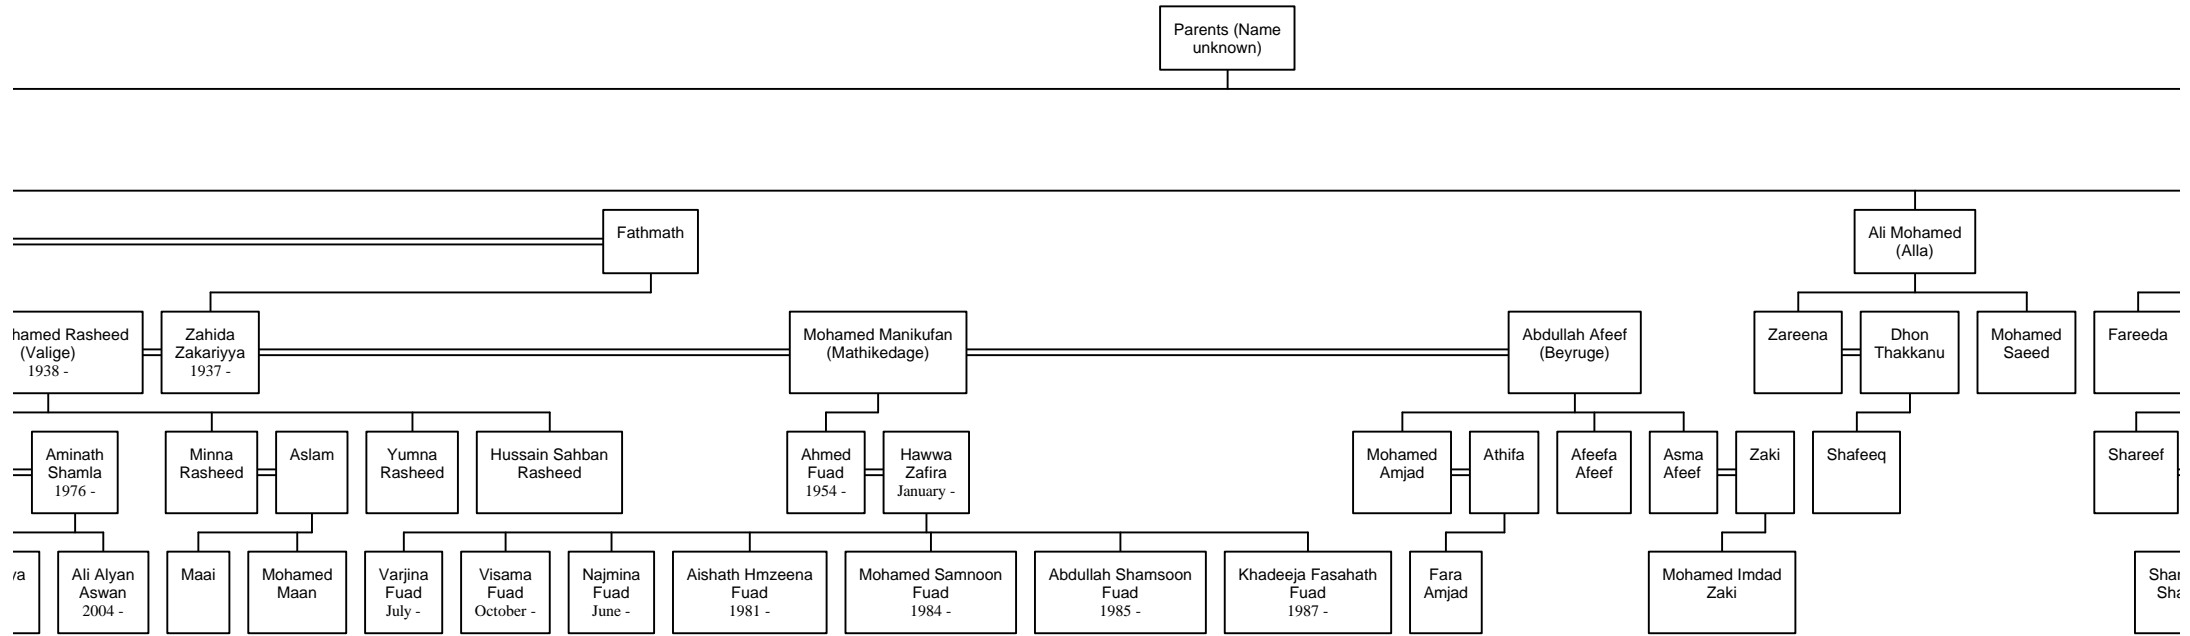 Parents (Name
unknown)
Fathmath
Ali Mohamed
(Alla)
Rasheed
(Valige)
1938 -
Zahida
Zakariyya
1937 -
Mohamed Manikufan
(Mathikedage)
Abdullah Afeef
(Beyruge)
Zareena
Dhon
Thakkanu
Mohamed
Saeed
Fareeda
Aminath
Shamla
1976 -
Minna
Rasheed
Aslam
Yumna
Rasheed
Hussain Sahban
Rasheed
Ahmed
Fuad
1954 -
Hawwa
Zafira
January -
Mohamed
Amjad
Athifa
Afeefa
Afeef
Asma
Afeef
Zaki
Shafeeq
Shareef
Ali Alyan
Aswan
2004 -
Maai
Mohamed
Maan
Varjina
Fuad
July -
Visama
Fuad
October -
Najmina
Fuad
June -
Aishath Hmzeena
Fuad
1981 -
Mohamed Samnoon
Fuad
1984 -
Abdullah Shamsoon
Fuad
1985 -
Khadeeja Fasahath
Fuad
1987 -
Fara
Amjad
Mohamed Imdad
Zaki